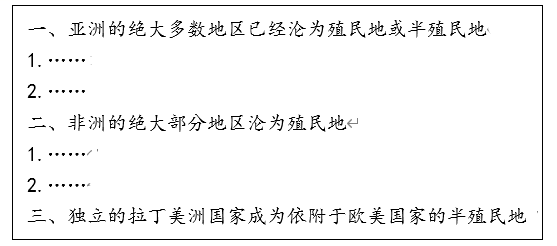 一、亚洲的绝大多数地区已经沦为殖民地或半殖民地
1.……
2.……
二、非洲的绝大部分地区沦为殖民地↵
1.……
2.……
三、独立的拉丁美洲国家成为依附于欧美国家的半殖民地